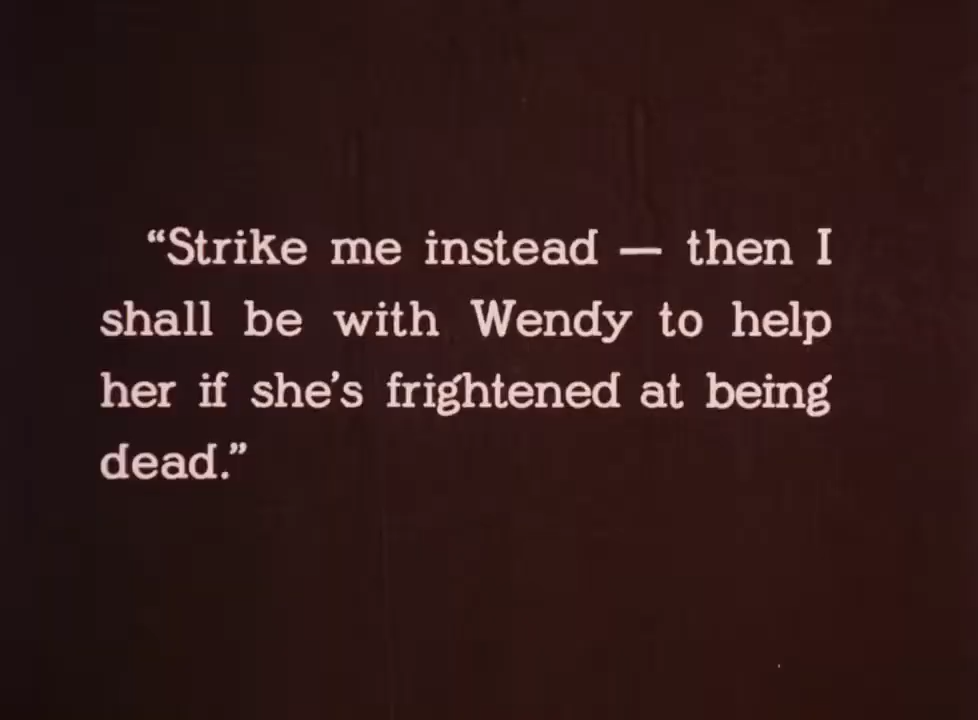 “Strike me instead — then I
shall be with Wendy to help
her if she’s frightened at being
dead.”